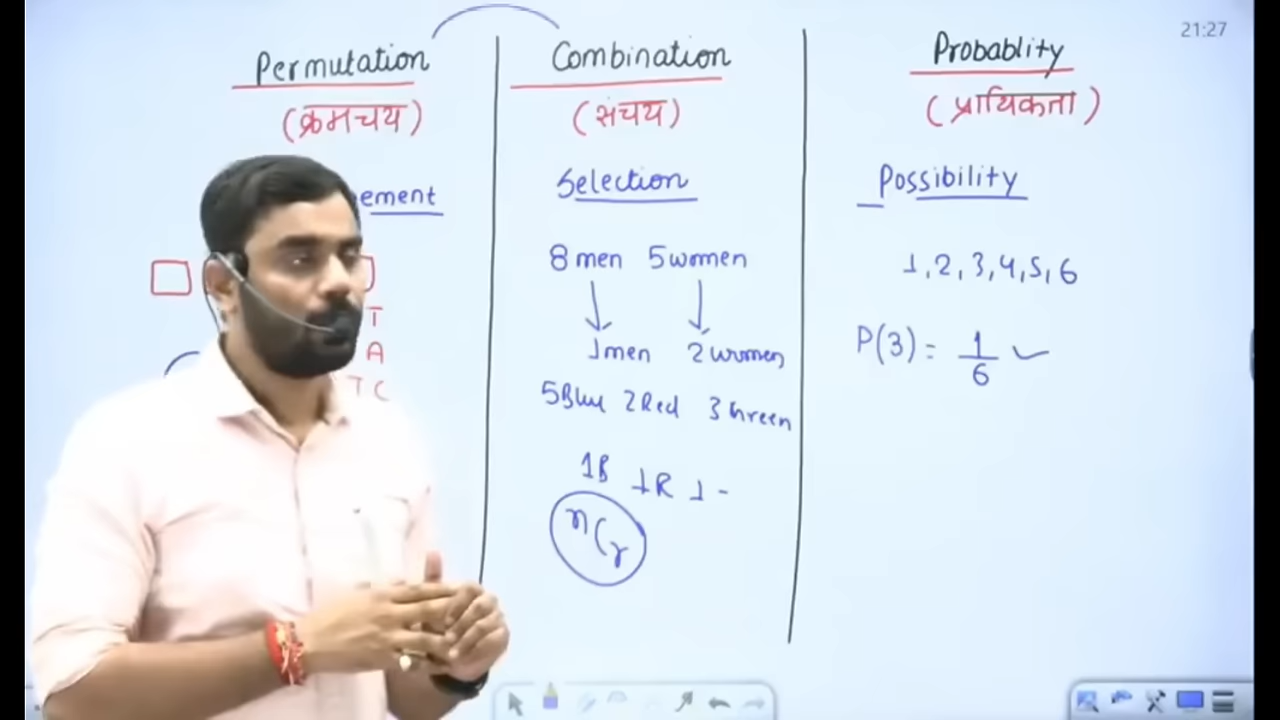 21:27
Permutation
(क्रमचय)
ement
T
A
TC
Combination
(संचय)
Selection
8 men 5 women
1 men 2 women
5 Blue 2 Red 3 Green
1B 1R 1 -
nCr
Probablity
(प्रायिकता)
Possibility
1, 2, 3, 4, 5, 6
P(3) = 1/6